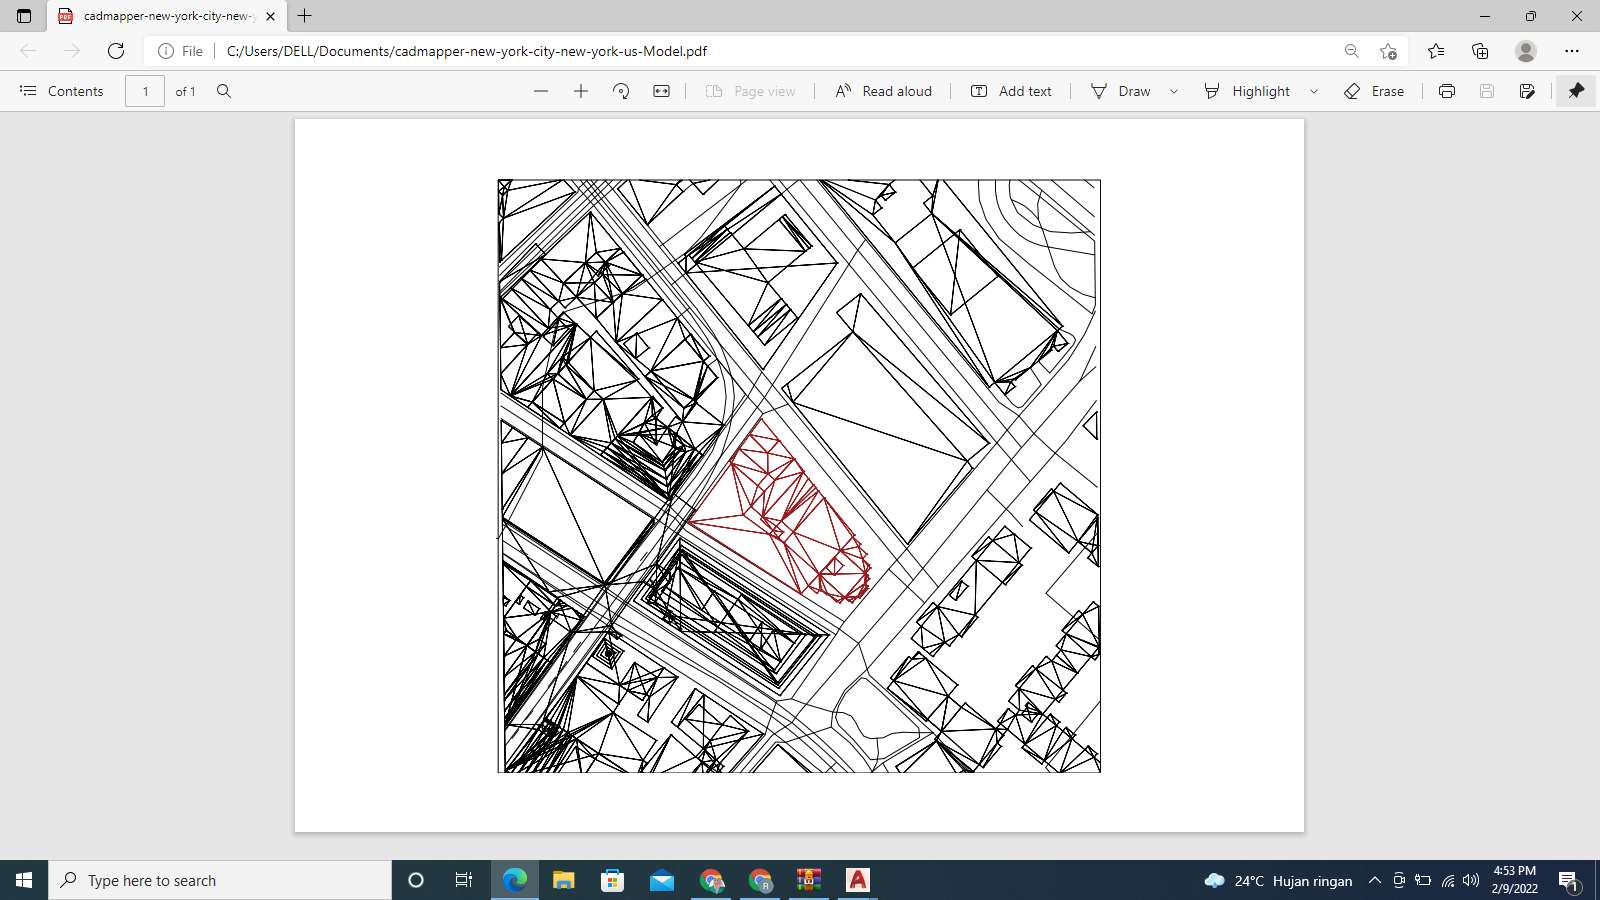 cadmapper-new-york-city-new-y
File
C:/Users/DELL/Documents/cadmapper-new-york-city-new-york-us-Model.pdf
Contents
1
of 1
Page view
Read aloud
Add text
Draw
Highlight
Erase
Type here to search
R
24°C Hujan ringan
4:53 PM
2/9/2022
1